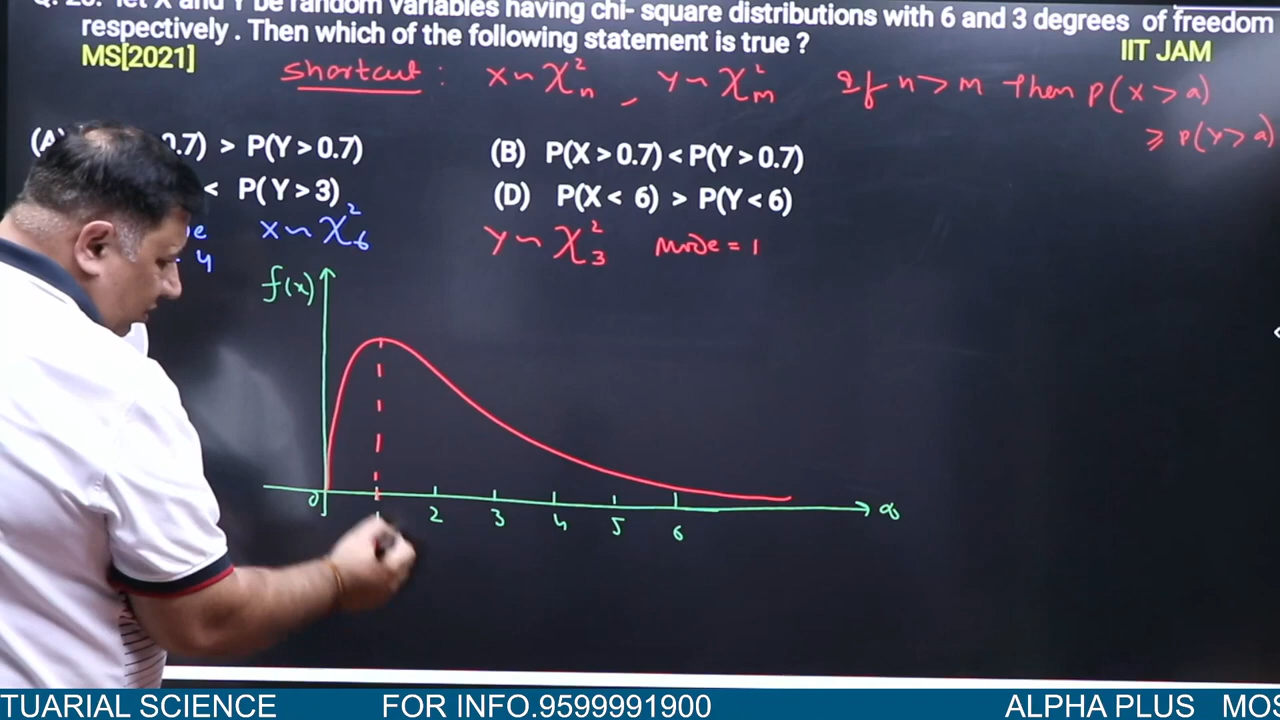 Q. 20. let X and Y be random variables having chi- square distributions with 6 and 3 degrees of freedom
respectively . Then which of the following statement is true ?
MS[2021] IIT JAM
shortcut : X ~ χ²n , Y ~ χ²m If n > m then P(X > a)
≥ P(Y > a)
(A) 0.7) > P(Y > 0.7) (B) P(X > 0.7) < P(Y > 0.7)
< P( Y > 3) (D) P(X < 6) > P(Y < 6)
X ~ χ²6 Y ~ χ²3 Mode = 1
4
f(x)
0 2 3 4 5 6 ∞
TUARIAL SCIENCE FOR INFO.9599991900 ALPHA PLUS MOS